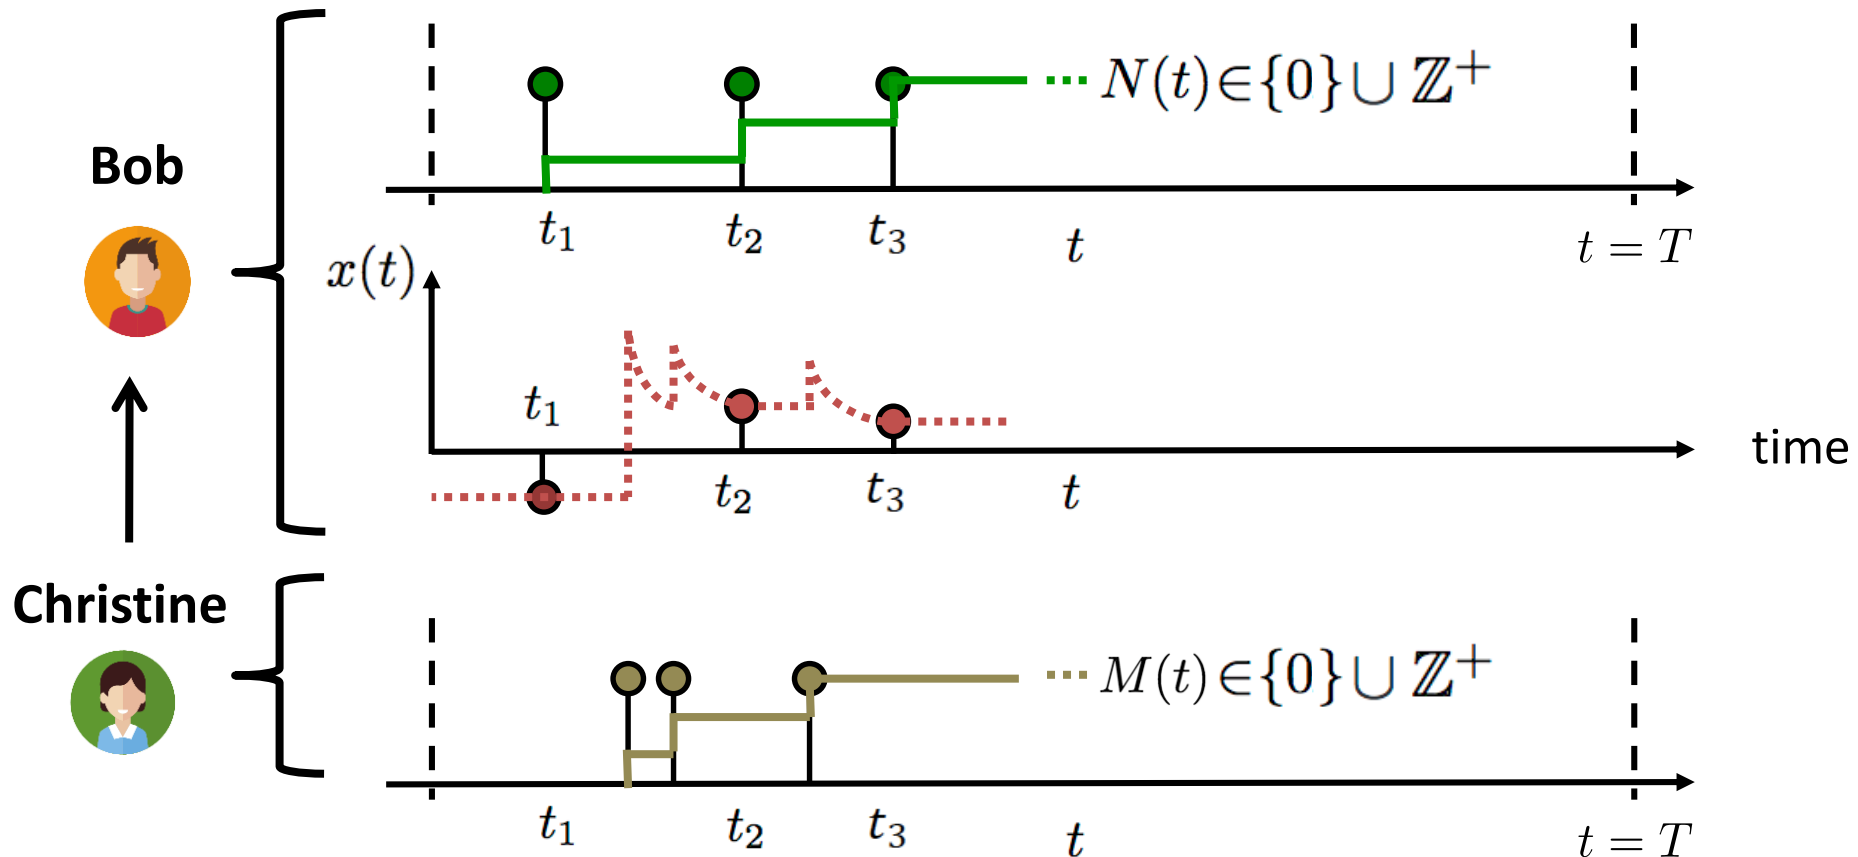 N(t)∈{0}∪ℤ⁺
Bob
t₁ t₂ t₃ t t = T
x(t)
t₁
time
t₂ t₃ t
Christine
M(t)∈{0}∪ℤ⁺
t₁ t₂ t₃ t t = T